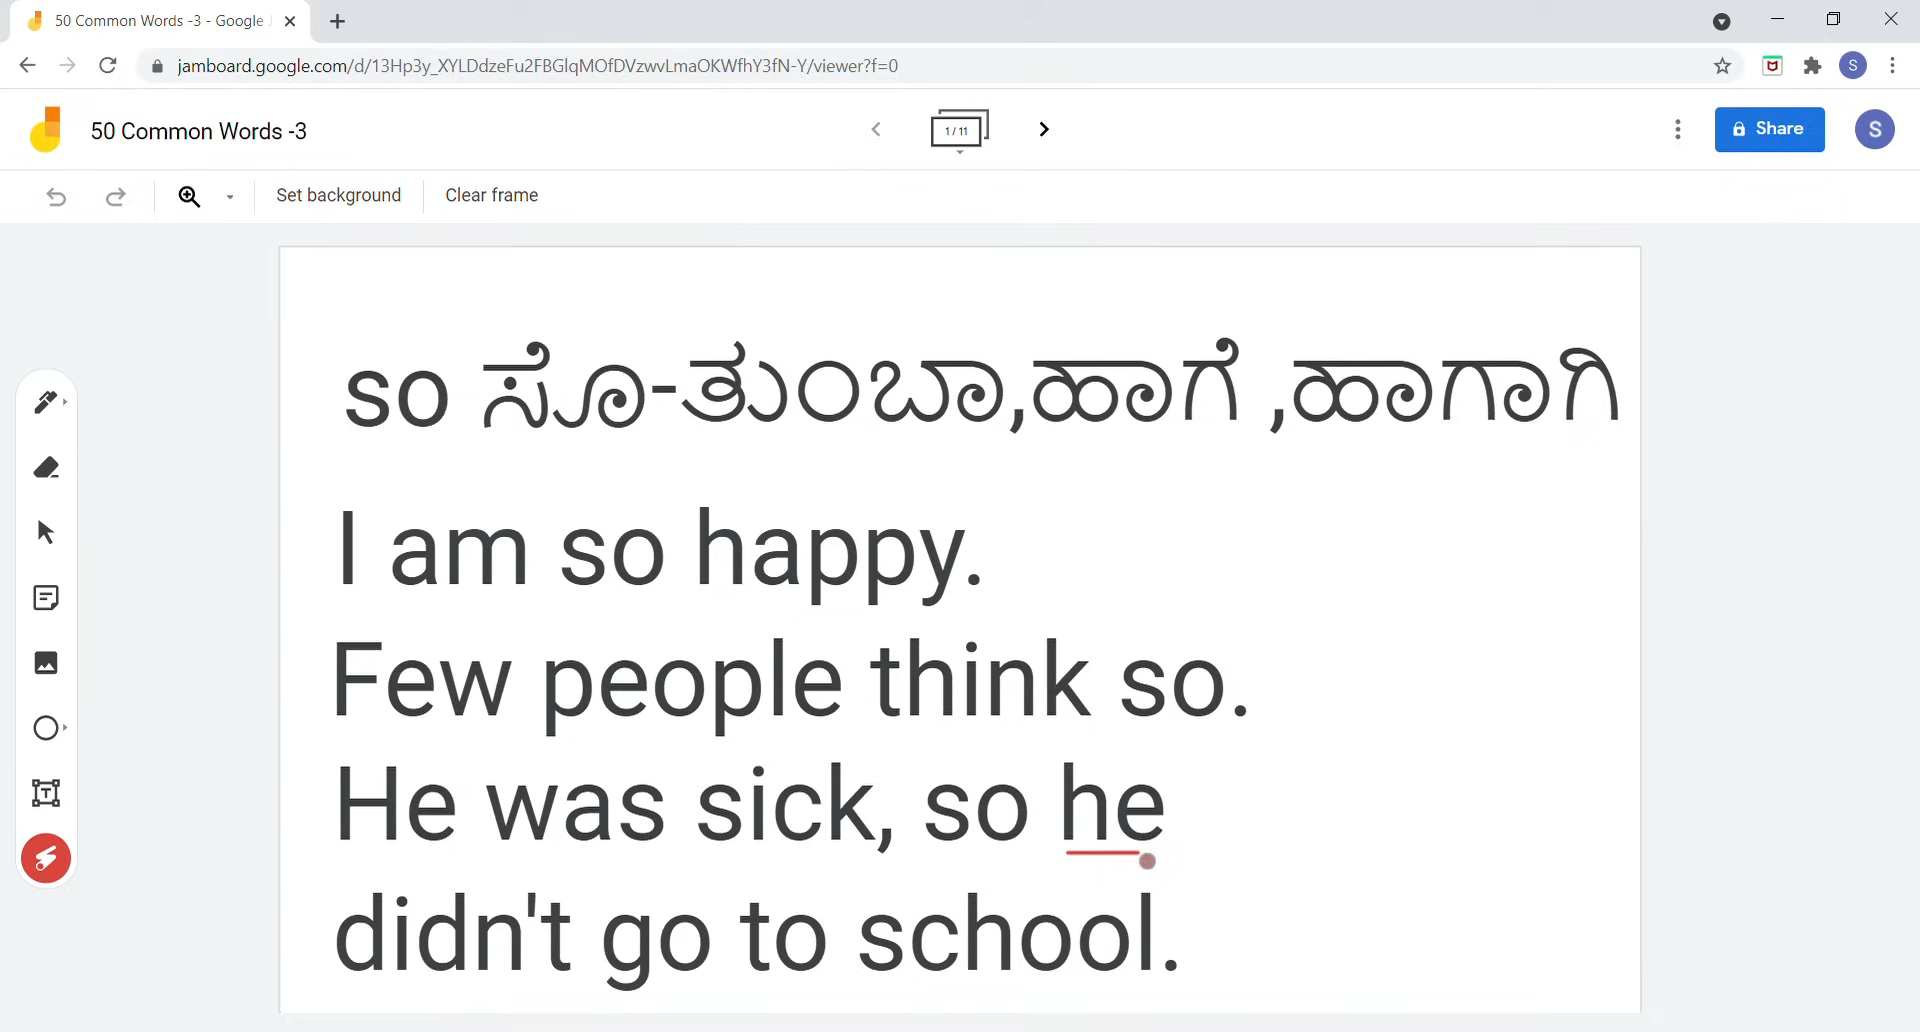 50 Common Words -3 - Google J
jamboard.google.com/d/13Hp3y_XYLDdzeFu2FBGlqMOfDVzwvLmaOKWfhY3fN-Y/viewer?f=0
S
50 Common Words -3
1 / 11
Share
S
Set background
Clear frame
so ಸೊ-ತುಂಬಾ,ಹಾಗೆ ,ಹಾಗಾಗಿ
I am so happy.
Few people think so.
He was sick, so he
didn't go to school.